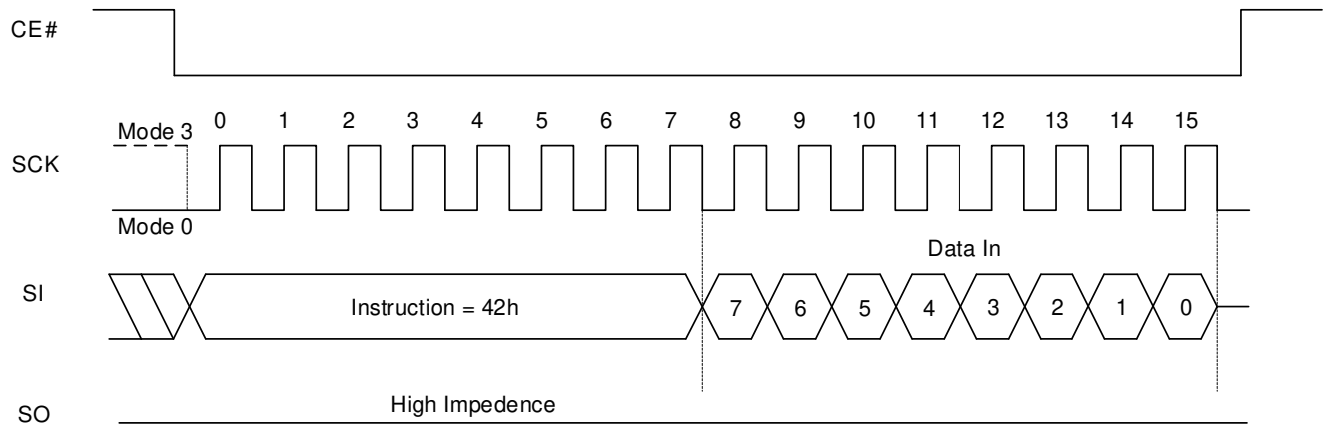 CE#
0 1 2 3 4 5 6 7 8 9 10 11 12 13 14 15
Mode 3
SCK
Mode 0
Data In
SI
Instruction = 42h
7 6 5 4 3 2 1 0
High Impedence
SO